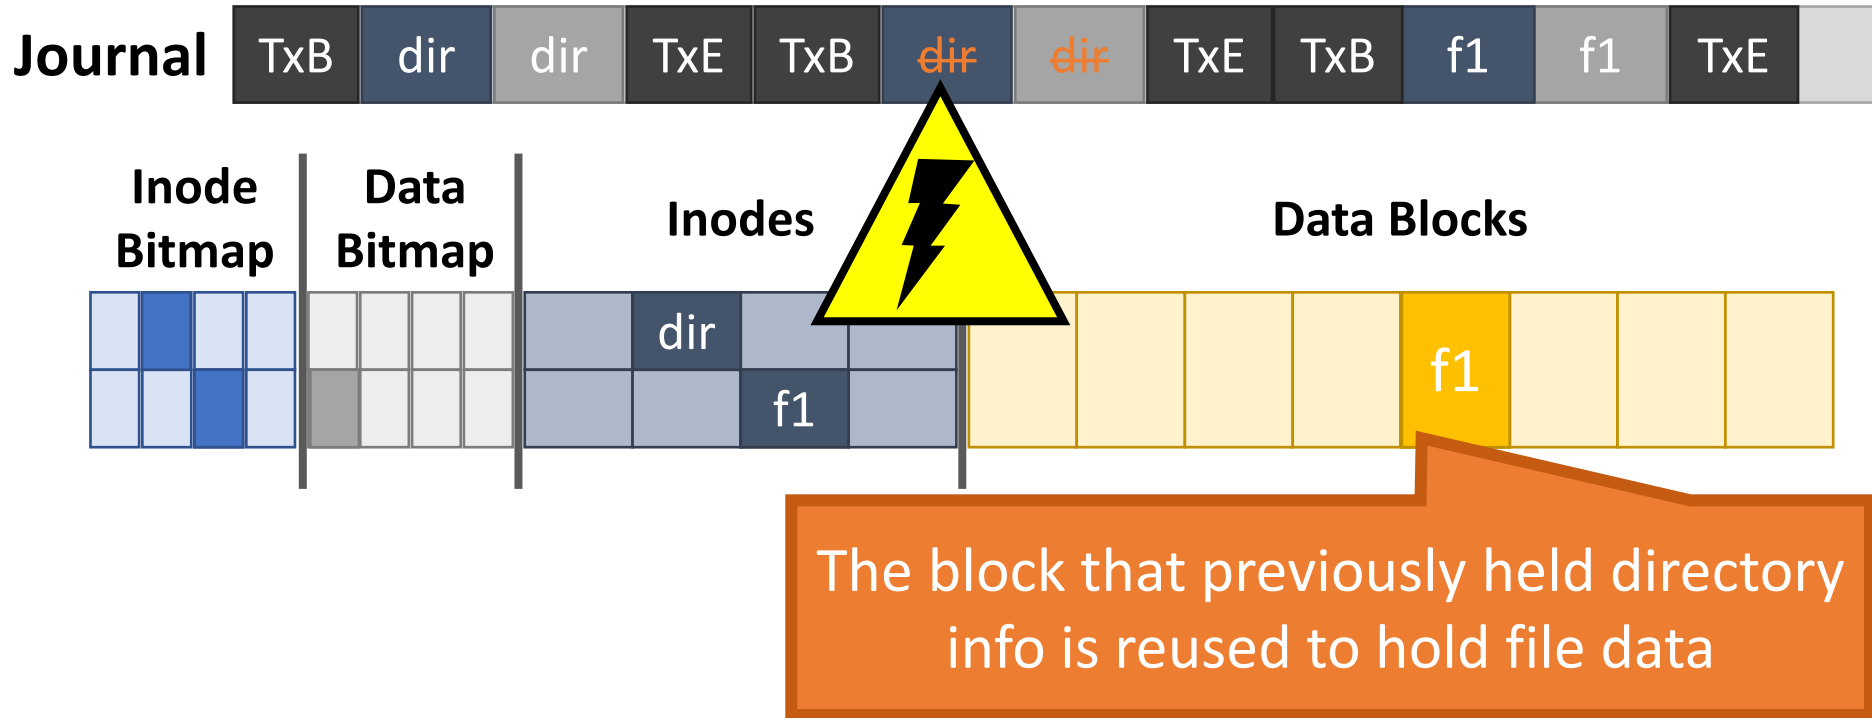 Journal TxB dir dir TxE TxB dir dir TxE TxB f1 f1 TxE
Inode
Bitmap
Data
Bitmap
Inodes
Data Blocks
dir
f1
f1
The block that previously held directory
info is reused to hold file data